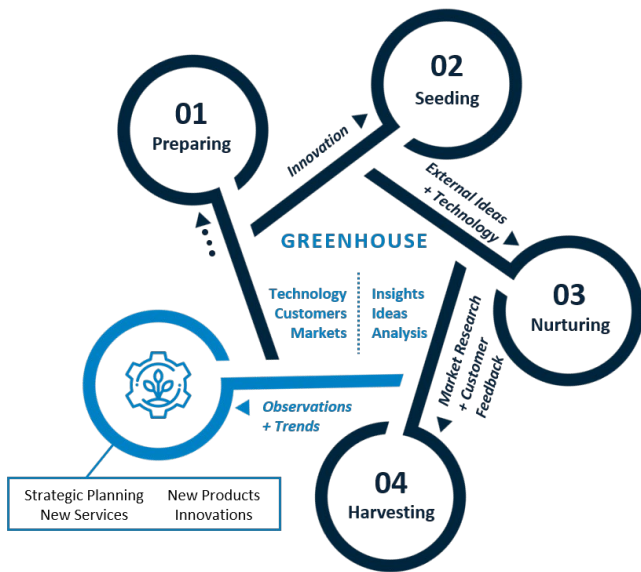 01
Preparing
Innovation
02
Seeding
External Ideas
+ Technology
03
Nurturing
Market Research
+ Customer
Feedback
04
Harvesting
Observations
+ Trends
GREENHOUSE
Technology
Customers
Markets
Insights
Ideas
Analysis
Strategic Planning
New Services
New Products
Innovations